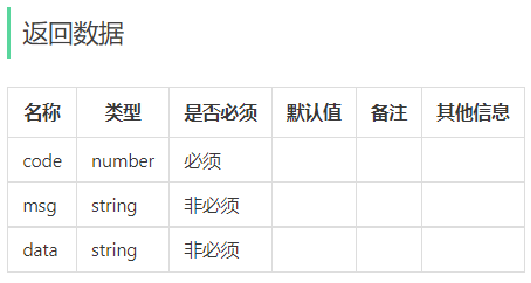 返回数据
名称 类型 是否必须 默认值 备注 其他信息
code number 必须
msg string 非必须
data string 非必须